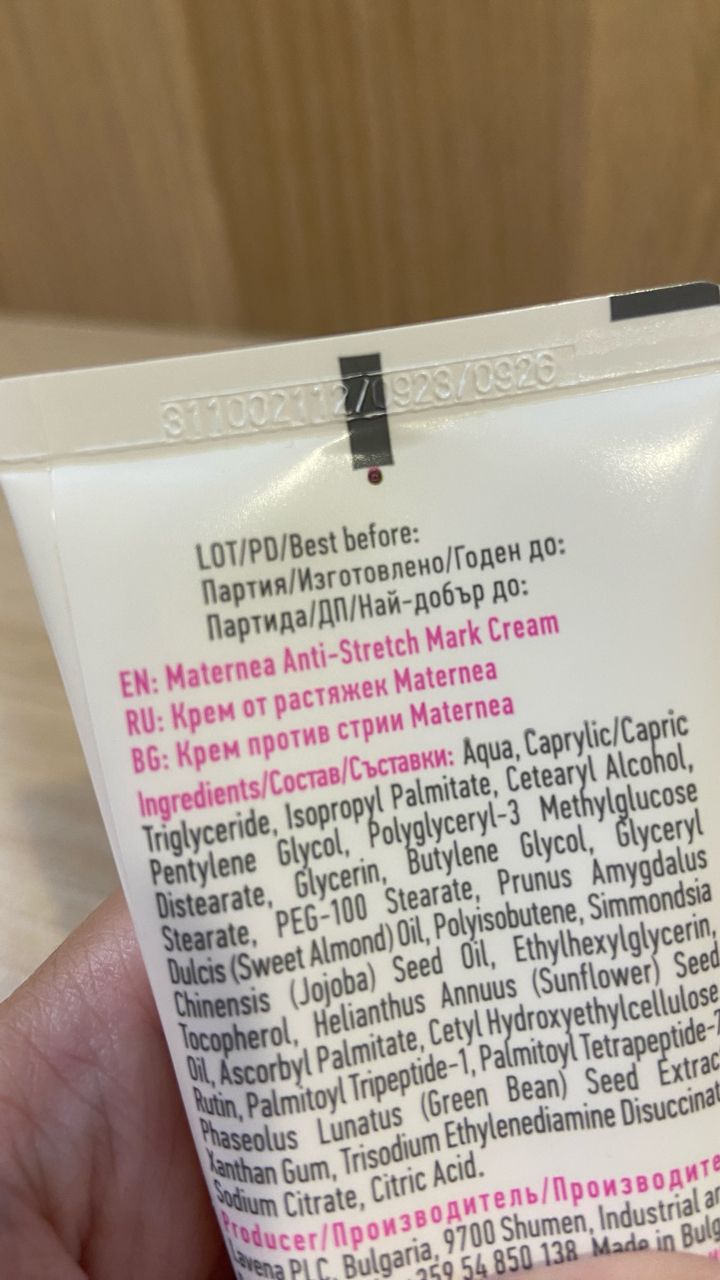 311002112/0923/0926
LOT/PD/Best before:
Партия/Изготовлено/Годен до:
Партида/ДП/Най-добър до:
EN: Maternea Anti-Stretch Mark Cream
RU: Крем от растяжек Maternea
BG: Крем против стрии Maternea
Ingredients/Состав/Съставки: Aqua, Caprylic/Capric
Triglyceride, Isopropyl Palmitate, Cetearyl Alcohol,
Pentylene Glycol, Polyglyceryl-3 Methylglucose
Distearate, Glycerin, Butylene Glycol, Glyceryl
Stearate, PEG-100 Stearate, Prunus Amygdalus
Dulcis (Sweet Almond) Oil, Polyisobutene, Simmondsia
Chinensis (Jojoba) Seed Oil, Ethylhexylglycerin,
Tocopherol, Helianthus Annuus (Sunflower) Seed
Oil, Ascorbyl Palmitate, Cetyl Hydroxyethylcellulose
Rutin, Palmitoyl Tripeptide-1, Palmitoyl Tetrapeptide-7
Phaseolus Lunatus (Green Bean) Seed Extrac
Xanthan Gum, Trisodium Ethylenediamine Disuccinat
Sodium Citrate, Citric Acid.
Producer/Производитель/Производите
Lavena PLC, Bulgaria, 9700 Shumen, Industrial ar
359 54 850 138 Made in Bulg